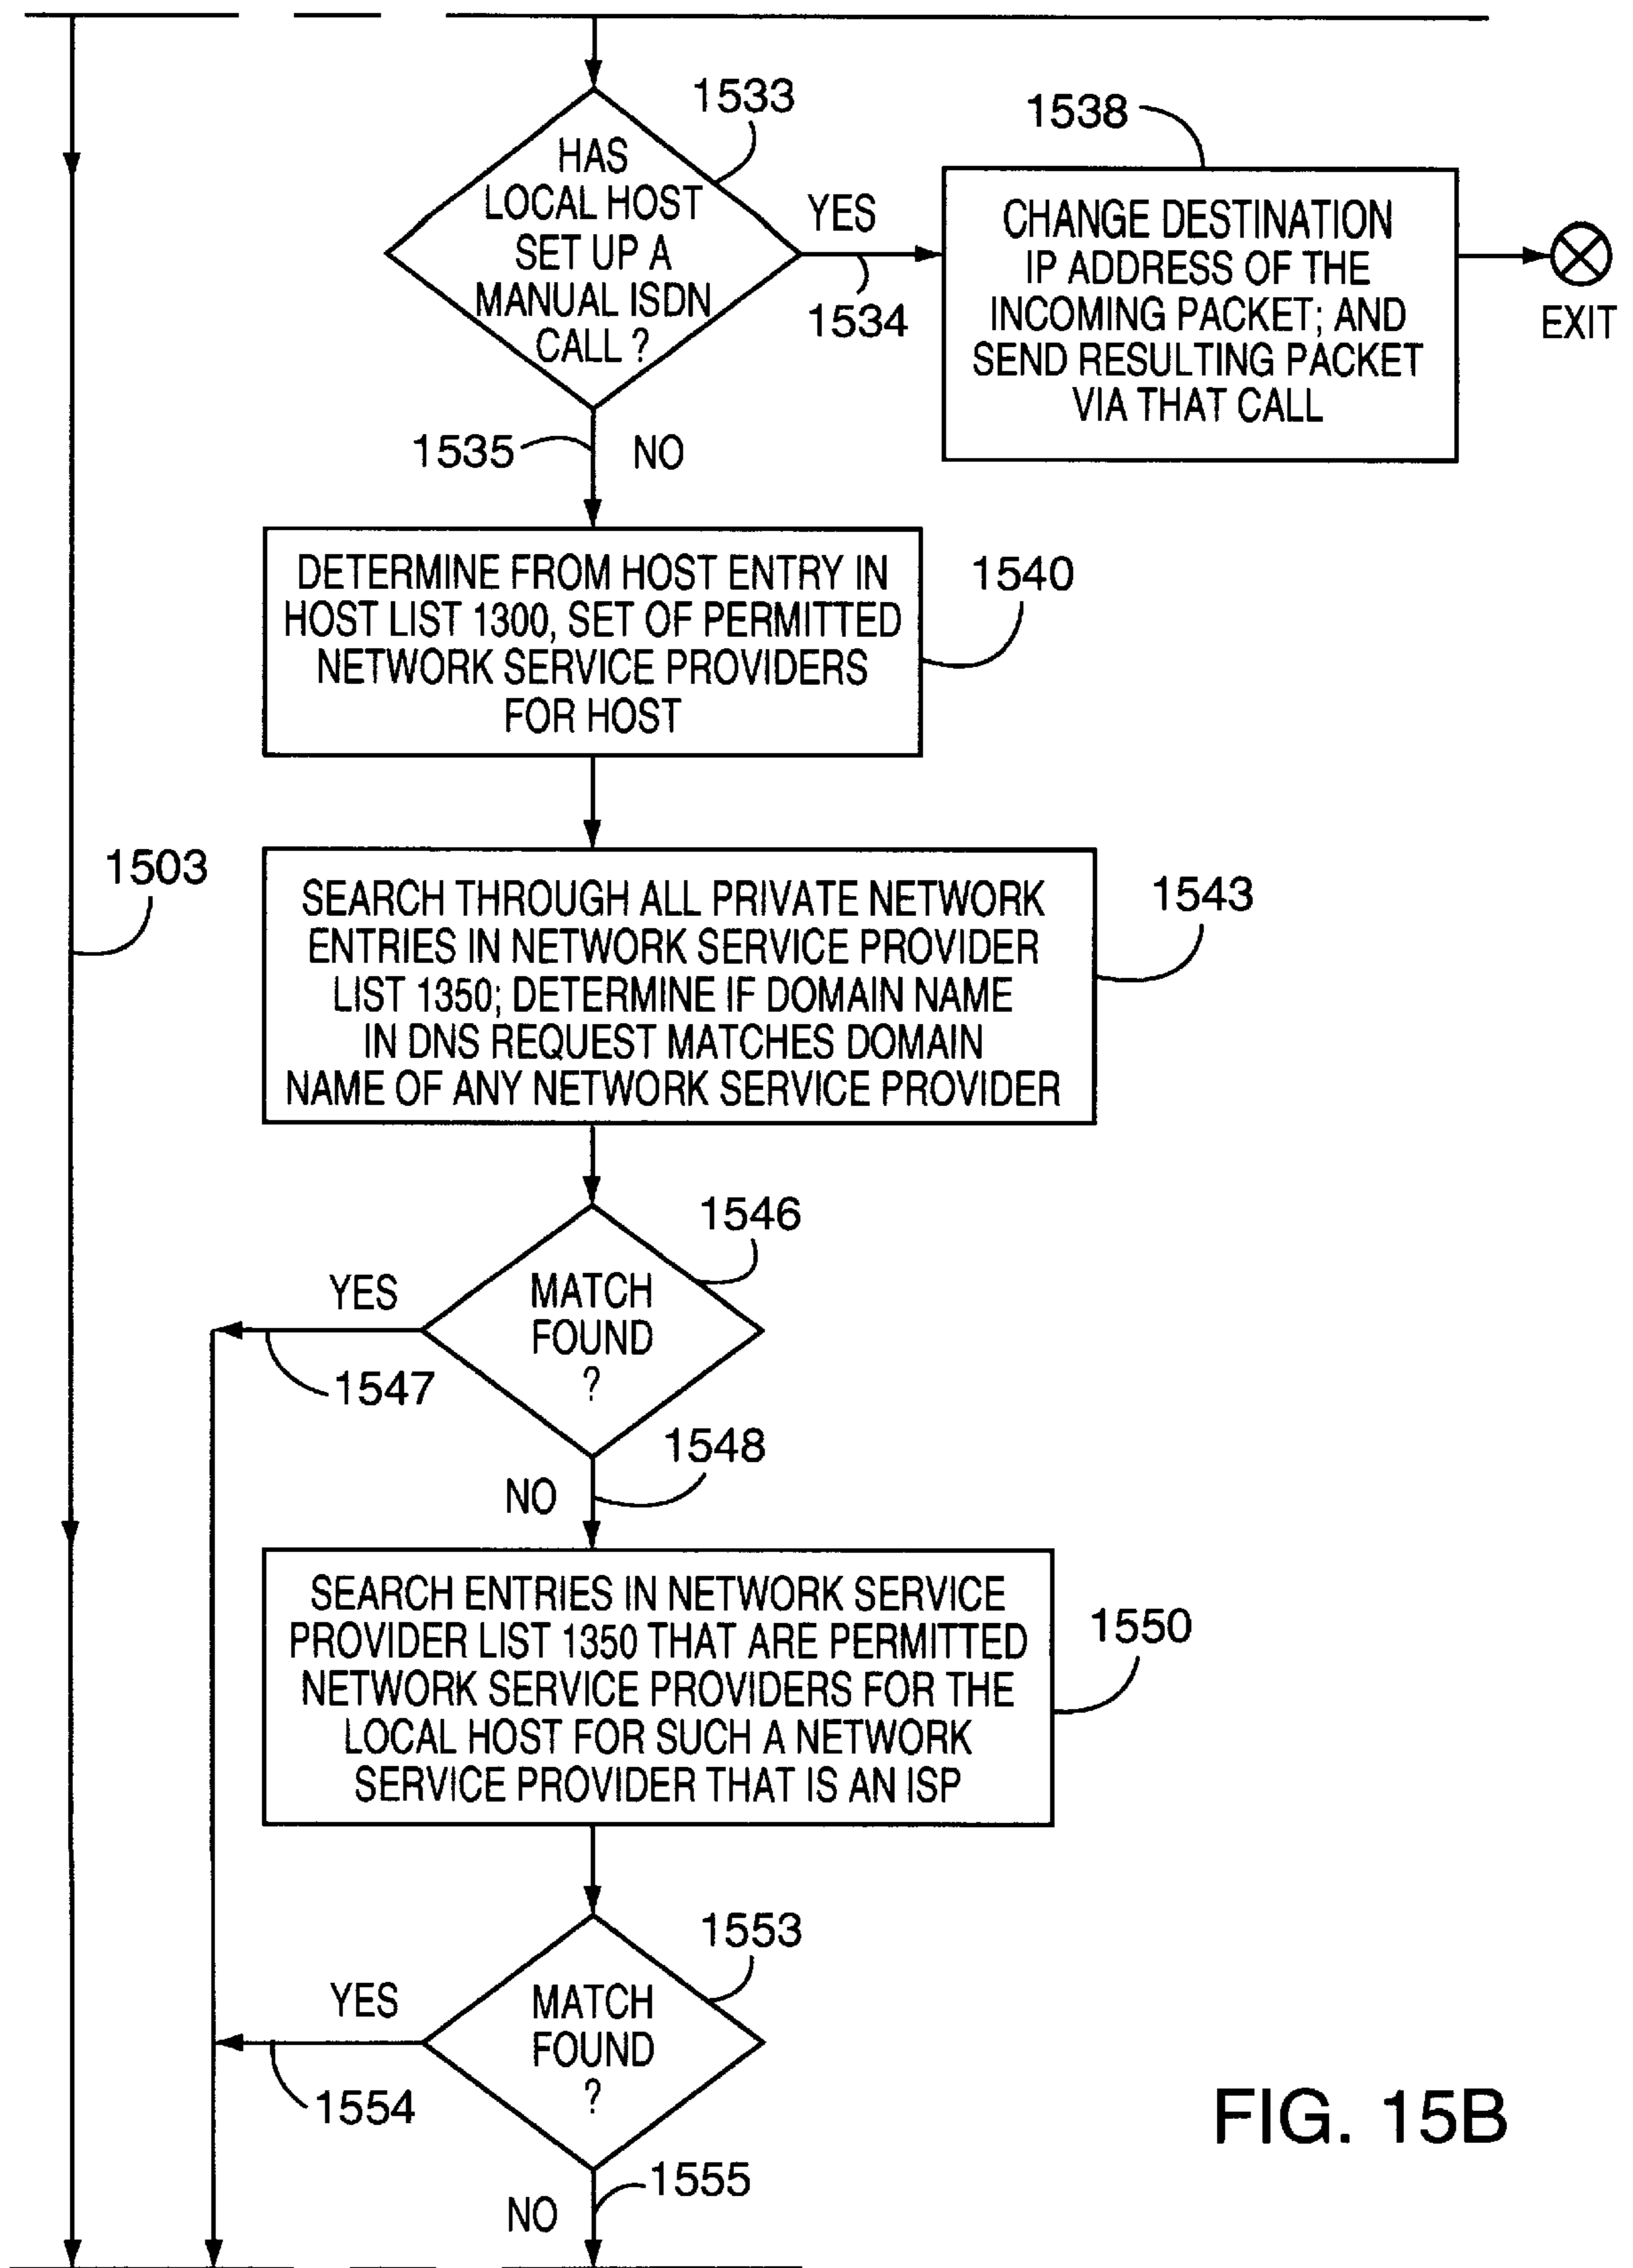 1533
HAS
LOCAL HOST
SET UP A
MANUAL ISDN
CALL ?
YES
1534
1538
CHANGE DESTINATION
IP ADDRESS OF THE
INCOMING PACKET; AND
SEND RESULTING PACKET
VIA THAT CALL
EXIT
1535
NO
DETERMINE FROM HOST ENTRY IN
HOST LIST 1300, SET OF PERMITTED
NETWORK SERVICE PROVIDERS
FOR HOST
1540
1503
SEARCH THROUGH ALL PRIVATE NETWORK
ENTRIES IN NETWORK SERVICE PROVIDER
LIST 1350; DETERMINE IF DOMAIN NAME
IN DNS REQUEST MATCHES DOMAIN
NAME OF ANY NETWORK SERVICE PROVIDER
1543
1546
YES
MATCH
FOUND
?
1547
1548
NO
SEARCH ENTRIES IN NETWORK SERVICE
PROVIDER LIST 1350 THAT ARE PERMITTED
NETWORK SERVICE PROVIDERS FOR THE
LOCAL HOST FOR SUCH A NETWORK
SERVICE PROVIDER THAT IS AN ISP
1550
1553
YES
MATCH
FOUND
?
1554
1555
NO
FIG. 15B